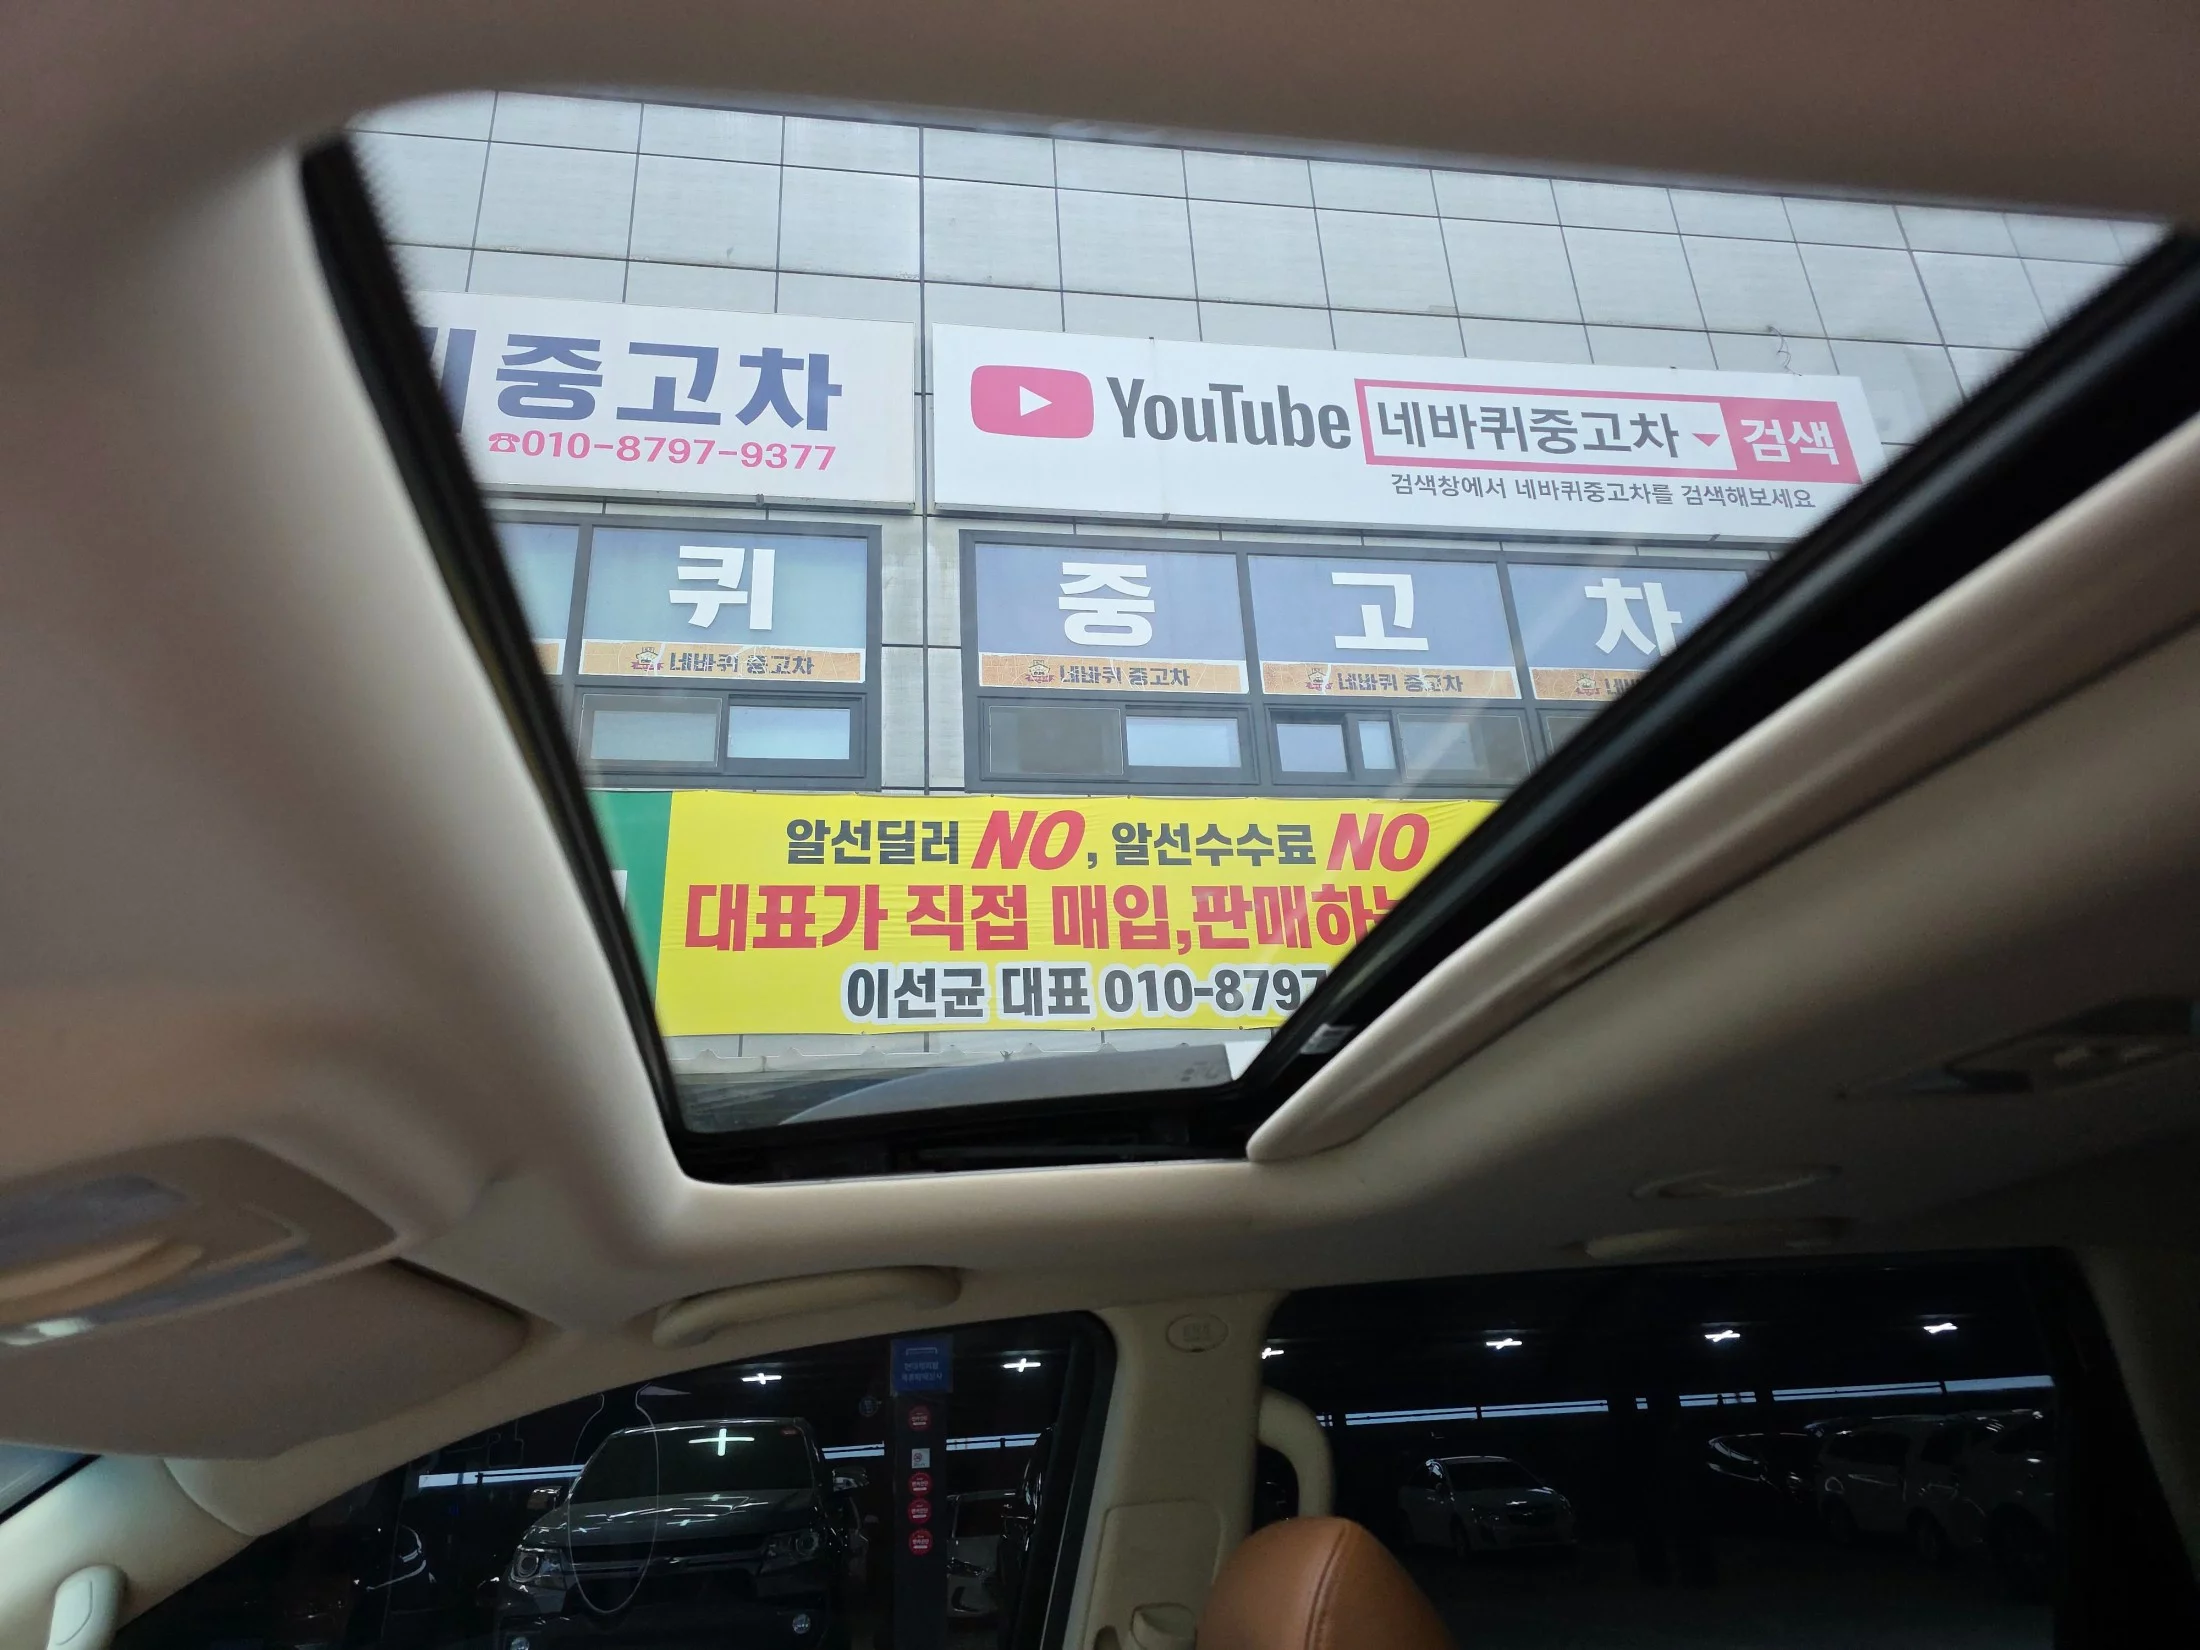 중고차
☎010-8797-9377
YouTube 네바퀴중고차 검색
검색창에서 네바퀴중고차를 검색해보세요
퀴 중 고 차
네바퀴 중고차
네바퀴 중고차
네바퀴 중고차
네바
알선딜러 NO, 알선수수료 NO
대표가 직접 매입,판매하는
이선균 대표 010-8797